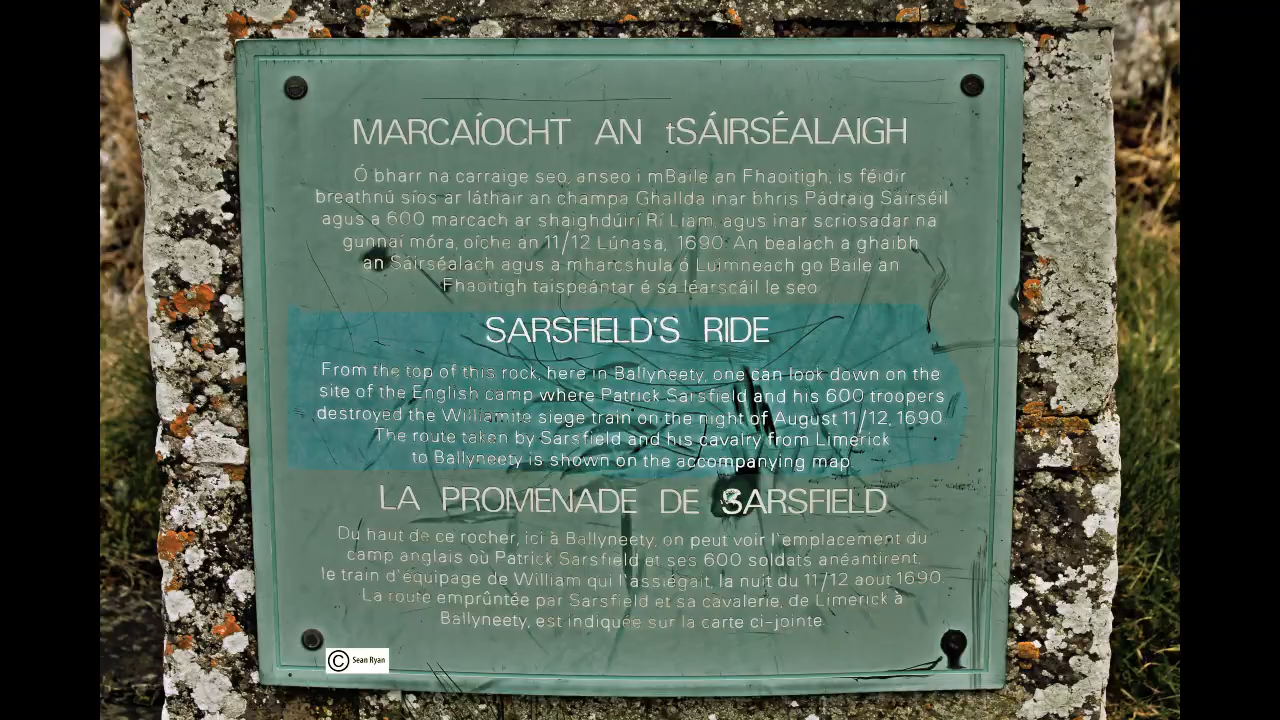 MARCAÍOCHT AN tSÁIRSÉALAIGH
Ó bharr na carraige seo, anseo i mBaile an Fhaoitigh, is féidir
breathnú síos ar láthair an champa Ghallda inar bhris Pádraig Sáirséil
agus a 600 marcach ar shaighdúirí Rí Liam, agus inar scriosadar na
gunnaí móra, oíche an 11/12 Lúnasa, 1690. An bealach a ghaibh
an Sáirséalach agus a mharcshula ó Luimneach go Baile an
Fhaoitigh taispeántar é sa léarscáil le seo
SARSFIELD'S RIDE
From the top of this rock, here in Ballyneety, one can look down on the
site of the English camp where Patrick Sarsfield and his 600 troopers
destroyed the Williamite siege train on the night of August 11/12, 1690
The route taken by Sarsfield and his cavalry from Limerick
to Ballyneety is shown on the accompanying map.
LA PROMENADE DE SARSFIELD
Du haut de ce rocher, ici à Ballyneety, on peut voir l'emplacement du
camp anglais où Patrick Sarsfield et ses 600 soldats anéantirent,
le train d'équipage de William qui l'assiégait, la nuit du 11/12 aout 1690.
La route emprûntée par Sarsfield et sa cavalerie, de Limerick à
Ballyneety, est indiquée sur la carte ci-jointe.
© Sean Ryan